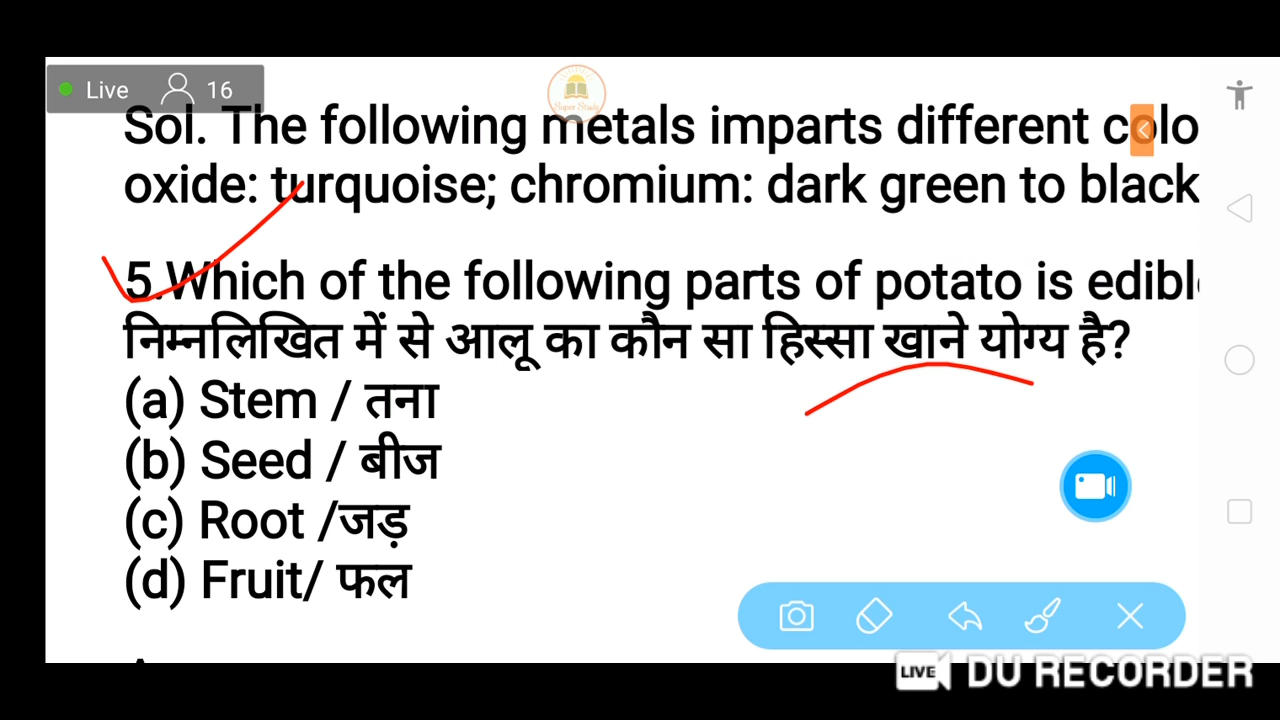 Live 16
Super Study
Sol. The following metals imparts different colo
oxide: turquoise; chromium: dark green to black
5.Which of the following parts of potato is edibl
निम्नलिखित में से आलू का कौन सा हिस्सा खाने योग्य है?
(a) Stem / तना
(b) Seed / बीज
(c) Root /जड़
(d) Fruit/ फल
LIVE DU RECORDER